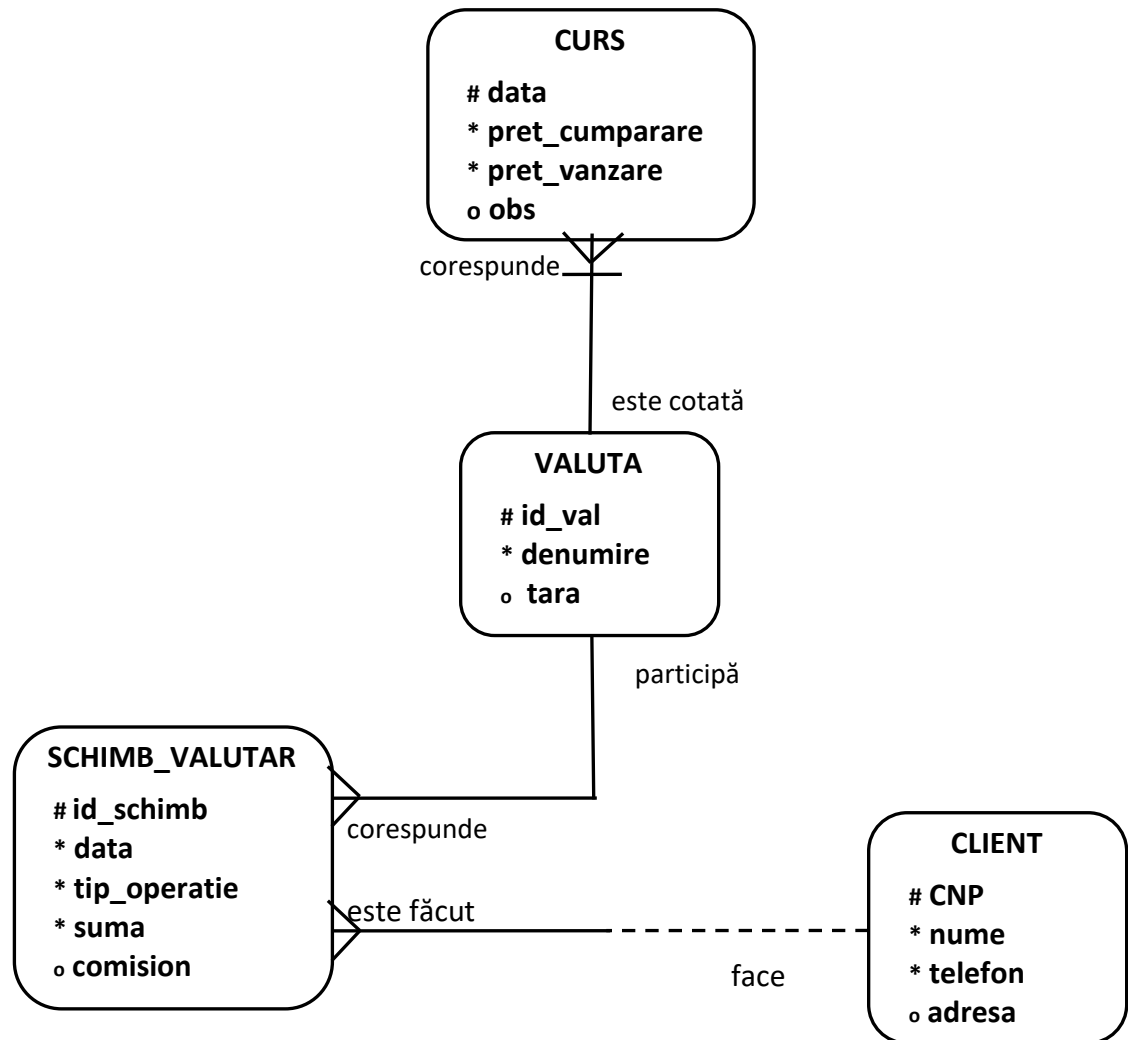 CURS
# data
* pret_cumparare
* pret_vanzare
o obs
corespunde
este cotată
VALUTA
# id_val
* denumire
o tara
participă
SCHIMB_VALUTAR
# id_schimb
* data
* tip_operatie
* suma
o comision
corespunde
este făcut
face
CLIENT
# CNP
* nume
* telefon
o adresa